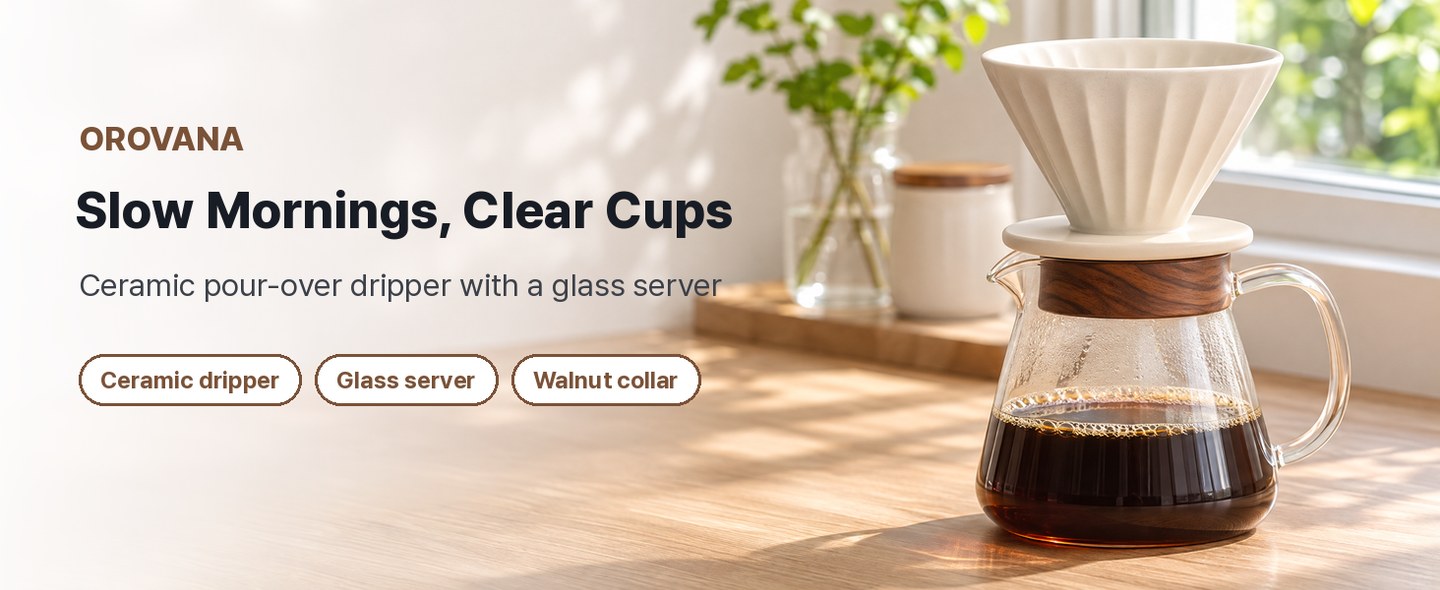 OROVANA
Slow Mornings, Clear Cups
Ceramic pour-over dripper with a glass server
Ceramic dripper Glass server Walnut collar